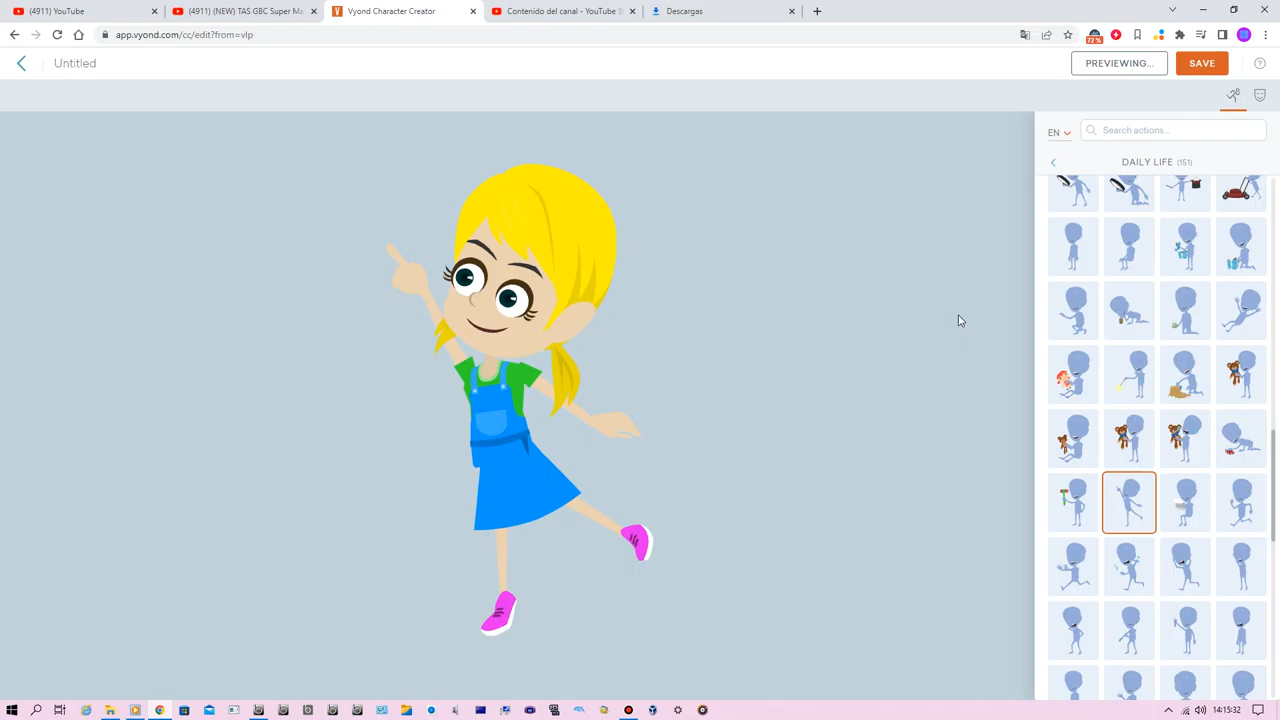 (4911) YouTube
(4911) (NEW) TAS GBC Super Ma
Vyond Character Creator
Contenido del canal - YouTube S
Descargas
app.vyond.com/cc/edit?from=vlp
72 %
Untitled
PREVIEWING...
SAVE
EN
Search actions...
DAILY LIFE (151)
14:15:32